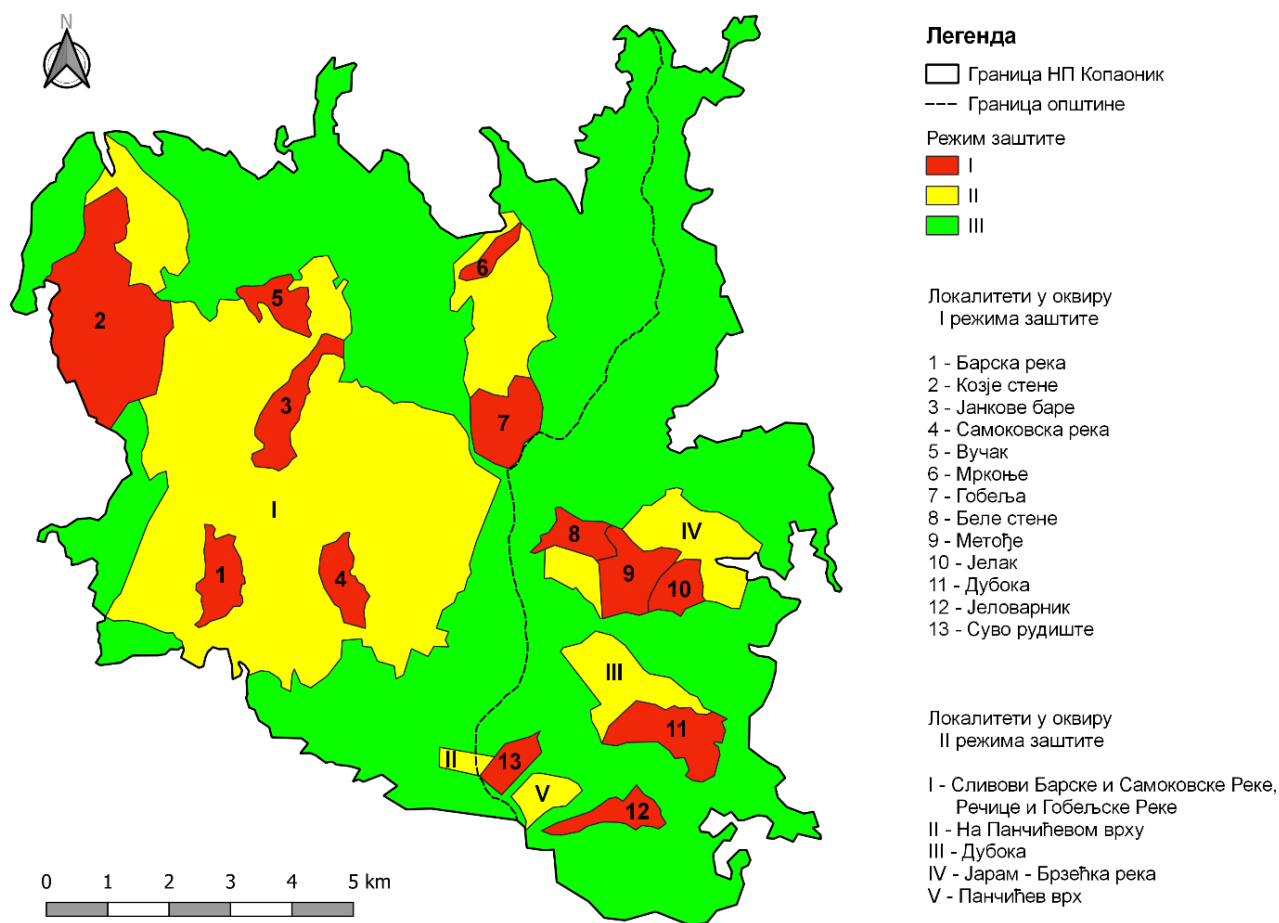 N
Легенда
Граница НП Копаоник
Граница општине
Режим заштите
I
II
III
Локалитети у оквиру
I режима заштите
1 - Барска река
2 - Козје стене
3 - Јанкове баре
4 - Самоковска река
5 - Вучак
6 - Мркоње
7 - Гобеља
8 - Беле стене
9 - Метође
10 - Јелак
11 - Дубока
12 - Јеловарник
13 - Суво рудиште
Локалитети у оквиру
II режима заштите
I - Сливови Барске и Самоковске Реке,
Речице и Гобељске Реке
II - На Панчићевом врху
III - Дубока
IV - Јарам - Брзећка река
V - Панчићев врх
6
5
2
3
7
I
IV
8
1
4
9
10
III
11
II
13
V
12
0 1 2 3 4 5 km